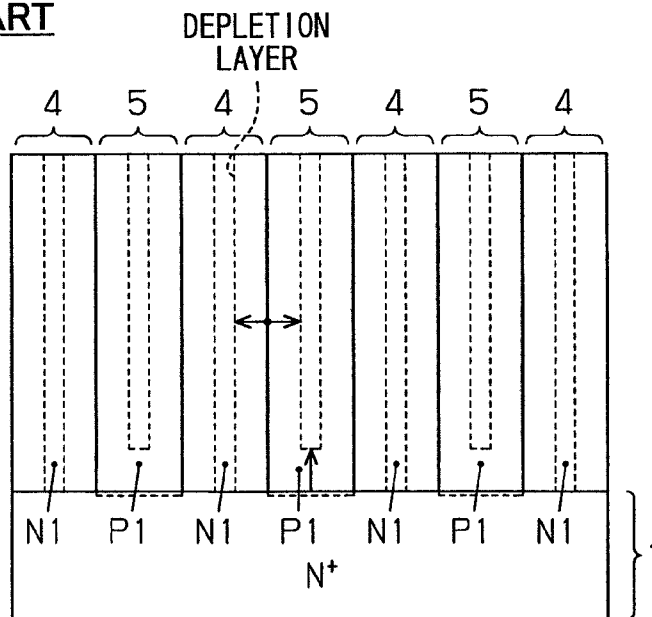 ART
DEPLETION
LAYER
4 5 4 5 4 5 4
N1 P1 N1 P1 N1 P1 N1
N+